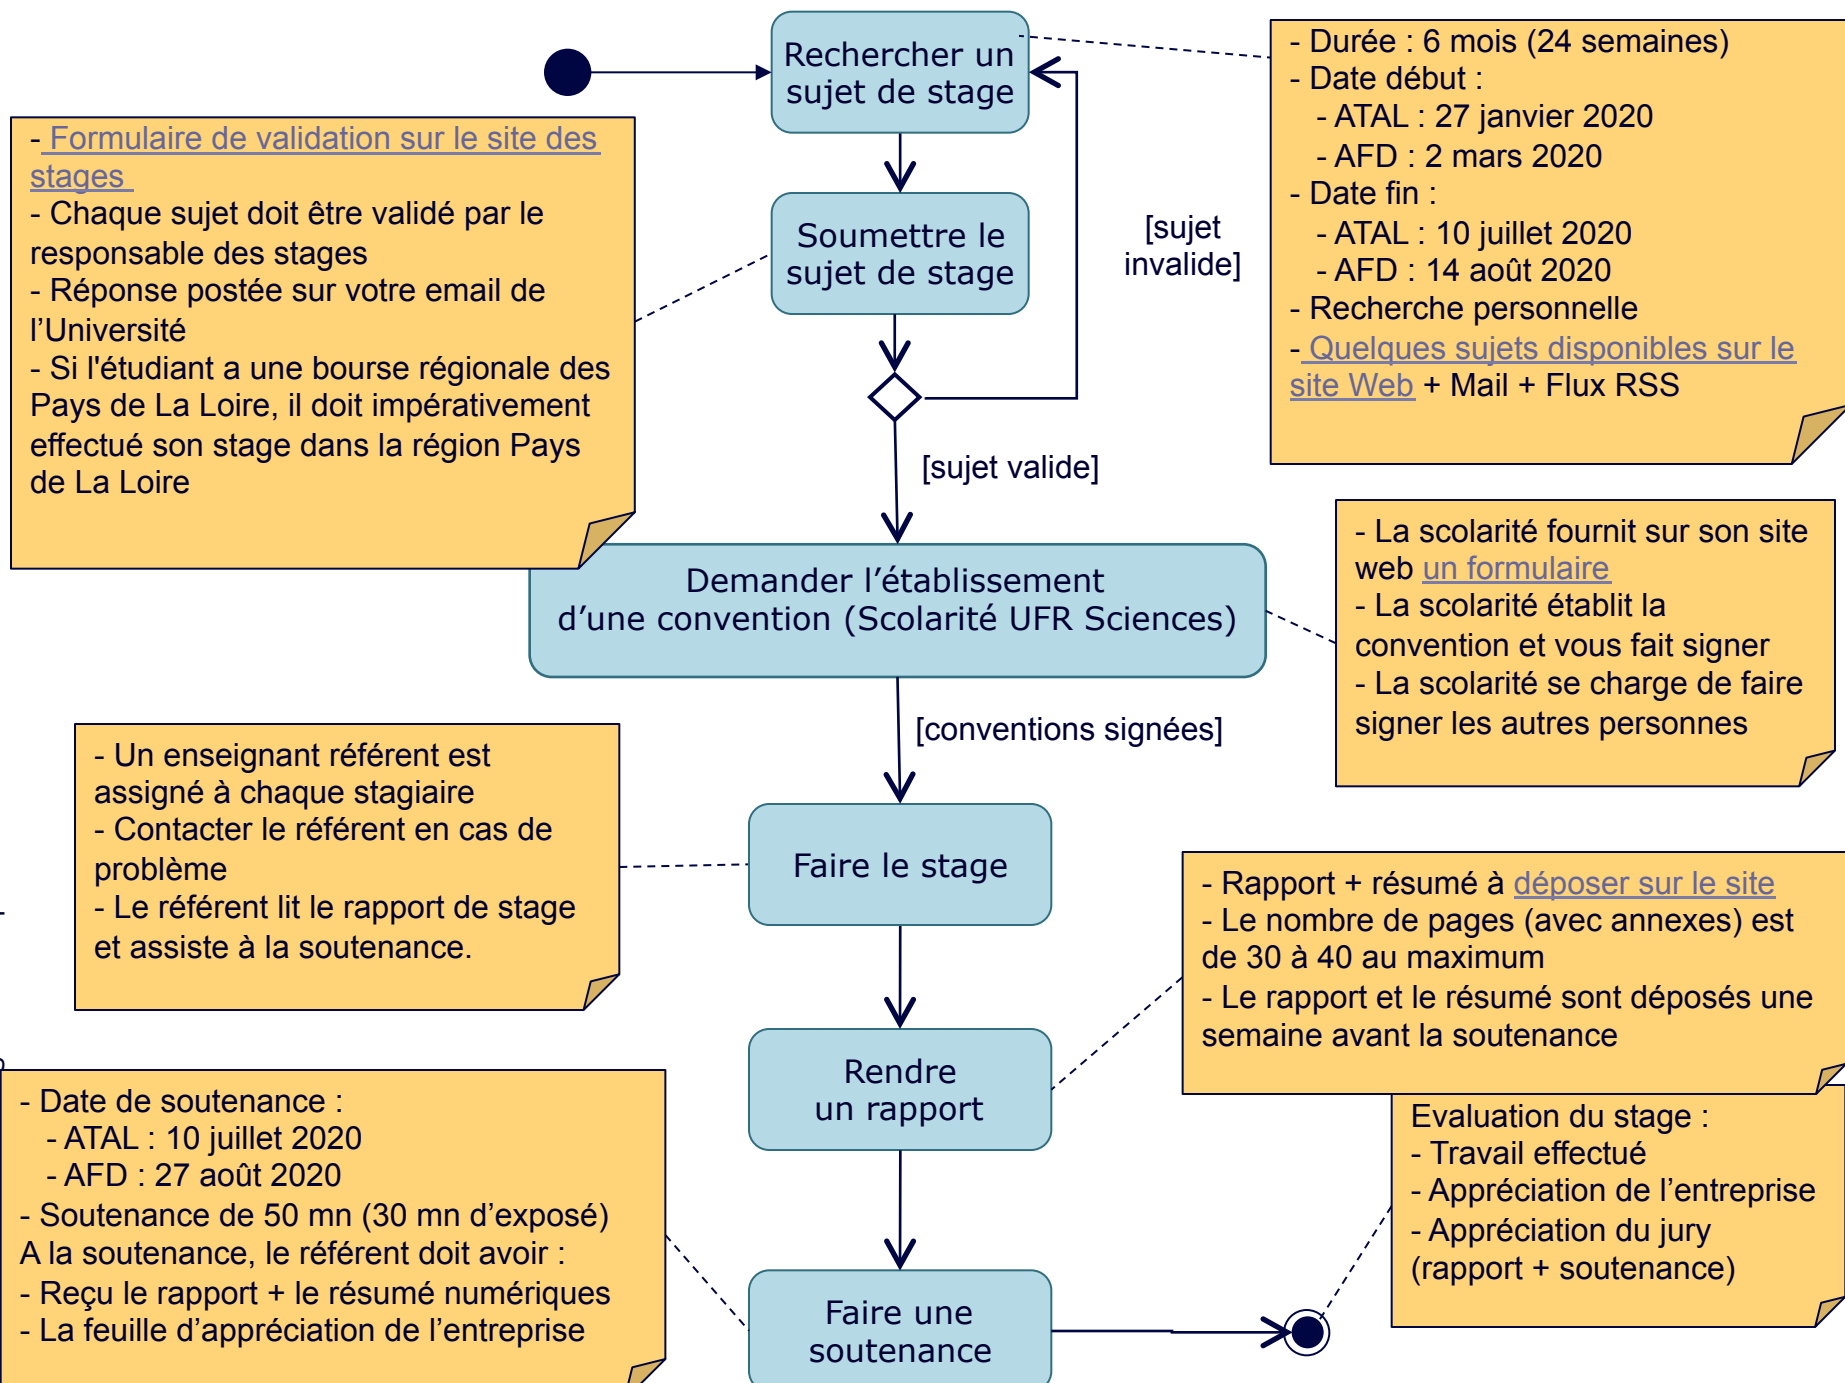 Rechercher un
sujet de stage
- Durée : 6 mois (24 semaines)
- Date début :
- ATAL : 27 janvier 2020
- AFD : 2 mars 2020
- Date fin :
- ATAL : 10 juillet 2020
- AFD : 14 août 2020
- Recherche personnelle
- Quelques sujets disponibles sur le
site Web + Mail + Flux RSS
- Formulaire de validation sur le site des
stages
- Chaque sujet doit être validé par le
responsable des stages
- Réponse postée sur votre email de
l’Université
- Si l'étudiant a une bourse régionale des
Pays de La Loire, il doit impérativement
effectué son stage dans la région Pays
de La Loire
Soumettre le
sujet de stage
[sujet
invalide]
[sujet valide]
Demander l’établissement
d’une convention (Scolarité UFR Sciences)
- La scolarité fournit sur son site
web un formulaire
- La scolarité établit la
convention et vous fait signer
- La scolarité se charge de faire
signer les autres personnes
[conventions signées]
- Un enseignant référent est
assigné à chaque stagiaire
- Contacter le référent en cas de
problème
- Le référent lit le rapport de stage
et assiste à la soutenance.
Faire le stage
- Rapport + résumé à déposer sur le site
- Le nombre de pages (avec annexes) est
de 30 à 40 au maximum
- Le rapport et le résumé sont déposés une
semaine avant la soutenance
Rendre
un rapport
- Date de soutenance :
- ATAL : 10 juillet 2020
- AFD : 27 août 2020
- Soutenance de 50 mn (30 mn d’exposé)
A la soutenance, le référent doit avoir :
- Reçu le rapport + le résumé numériques
- La feuille d’appréciation de l’entreprise
Evaluation du stage :
- Travail effectué
- Appréciation de l’entreprise
- Appréciation du jury
(rapport + soutenance)
Faire une
soutenance